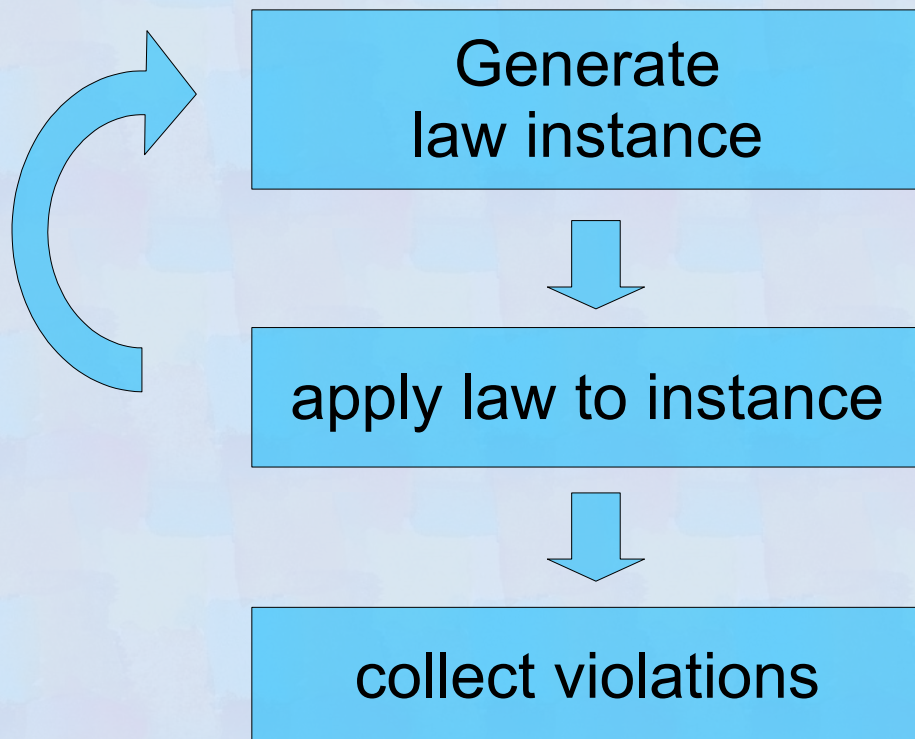 Generate
law instance
apply law to instance
collect violations